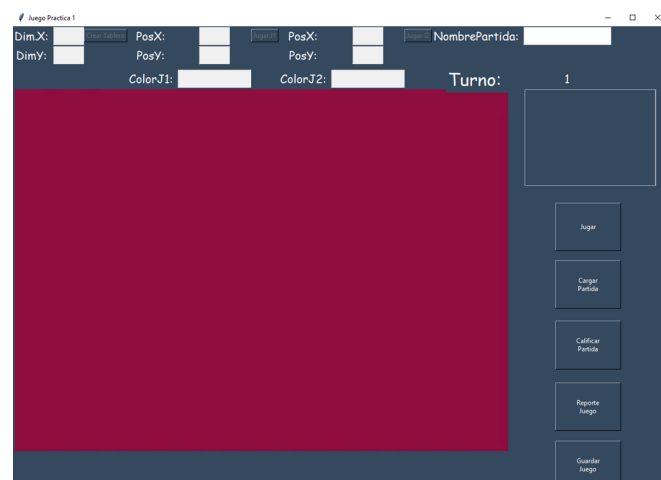 Juego Practica 1
Dim.X: Crear Tablero PosX: Jugar J1 PosX: Jugar J2 NombrePartida:
DimY: PosY: PosY:
ColorJ1: ColorJ2: Turno: 1
Jugar
Cargar
Partida
Calificar
Partida
Reporte
Juego
Guardar
Juego